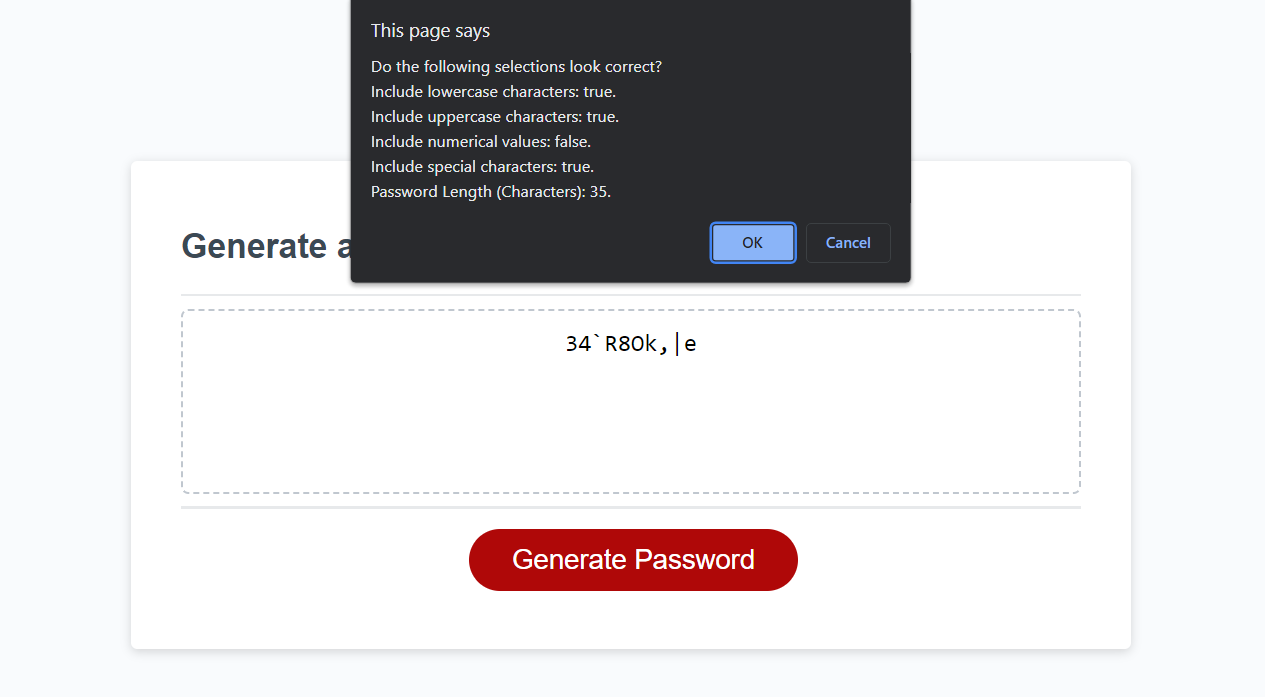 This page says
Do the following selections look correct?
Include lowercase characters: true.
Include uppercase characters: true.
Include numerical values: false.
Include special characters: true.
Password Length (Characters): 35.
OK Cancel
Generate a
34`R8Ok,|e
Generate Password